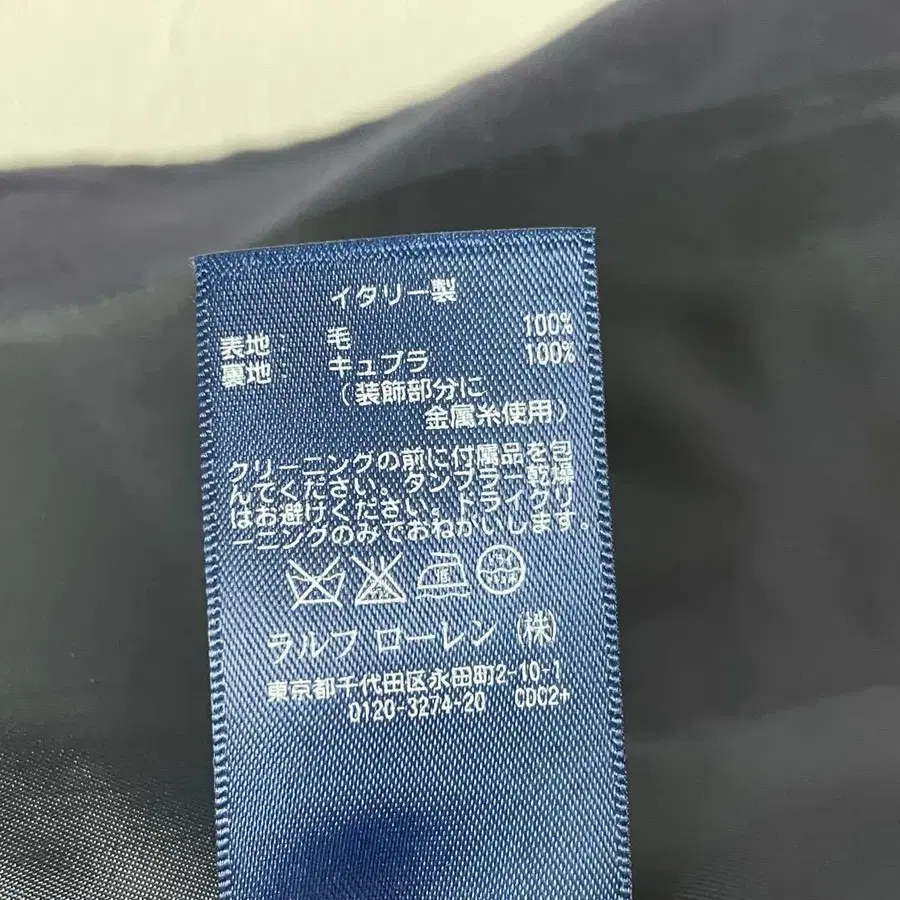 イタリー製
表地 毛 100%
裏地 キュプラ 100%
(装飾部分に
金属糸使用)
クリーニングの前に付属品を包
んでください。タンブラー乾燥
はお避けください。ドライクリ
ーニングのみでおねがいします。
低
ラルフ ローレン (株)
東京都千代田区永田町2-10-1
0120-3274-20 CDC2+